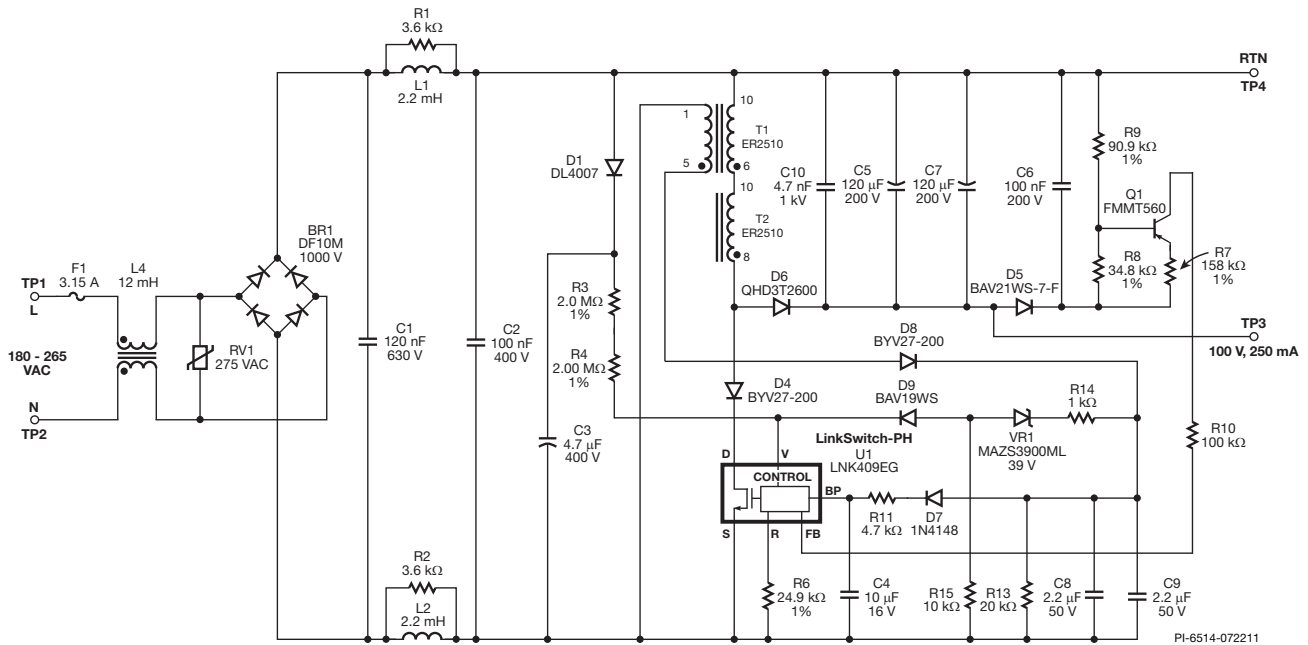 R1
3.6 kΩ
L1
2.2 mH
RTN
TP4
D1
DL4007
1
5
10
T1
ER2510
6
10
T2
ER2510
8
C10
4.7 nF
1 kV
C5
120 µF
200 V
C7
120 µF
200 V
C6
100 nF
200 V
R9
90.9 kΩ
1%
Q1
FMMT560
R8
34.8 kΩ
1%
R7
158 kΩ
1%
BR1
DF10M
1000 V
F1
3.15 A
L4
12 mH
TP1
L
180 - 265
VAC
N
TP2
RV1
275 VAC
C1
120 nF
630 V
C2
100 nF
400 V
R3
2.0 MΩ
1%
R4
2.00 MΩ
1%
C3
4.7 µF
400 V
D6
QHD3T2600
D5
BAV21WS-7-F
TP3
100 V, 250 mA
D8
BYV27-200
D4
BYV27-200
D9
BAV19WS
R14
1 kΩ
VR1
MAZS3900ML
39 V
R10
100 kΩ
LinkSwitch-PH
U1
LNK409EG
D
V
CONTROL
BP
S
R
FB
R11
4.7 kΩ
D7
1N4148
R2
3.6 kΩ
L2
2.2 mH
R6
24.9 kΩ
1%
C4
10 µF
16 V
R15
10 kΩ
R13
20 kΩ
C8
2.2 µF
50 V
C9
2.2 µF
50 V
PI-6514-072211